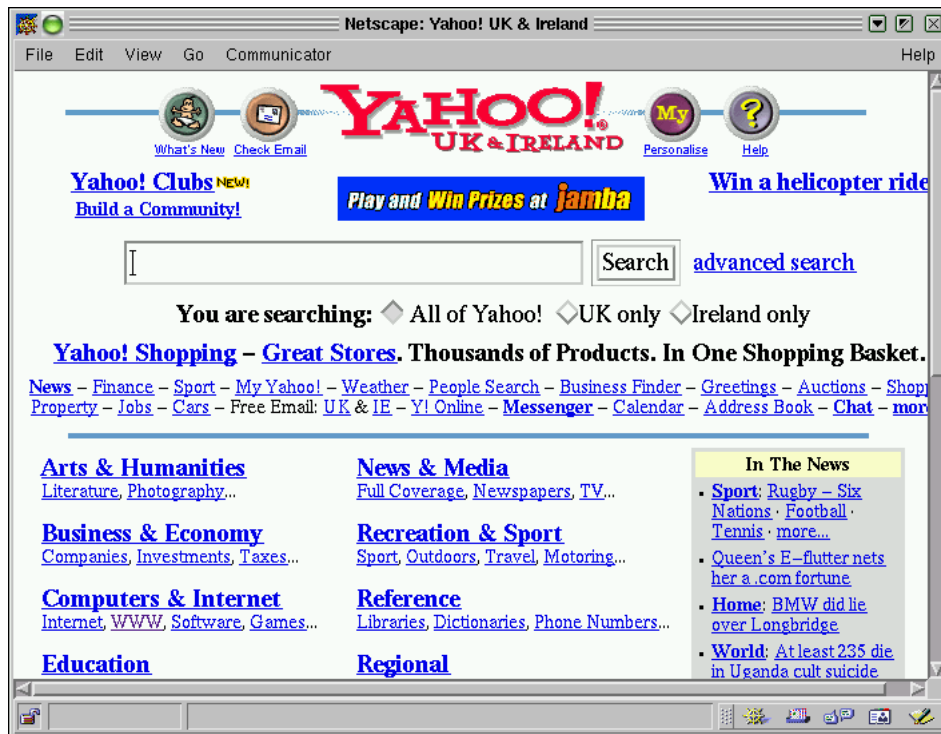 Netscape: Yahoo! UK & Ireland
File Edit View Go Communicator Help
YAHOO!
UK & IRELAND
My
?
What's New Check Email Personalise Help
Yahoo! Clubs NEW! Play and Win Prizes at jamba Win a helicopter ride
Build a Community!
Search advanced search
You are searching: All of Yahoo! UK only Ireland only
Yahoo! Shopping – Great Stores. Thousands of Products. In One Shopping Basket.
News – Finance – Sport – My Yahoo! – Weather – People Search – Business Finder – Greetings – Auctions – Shopp
Property – Jobs – Cars – Free Email: UK & IE – Y! Online – Messenger – Calendar – Address Book – Chat – mor
Arts & Humanities
Literature, Photography...
Business & Economy
Companies, Investments, Taxes...
Computers & Internet
Internet, WWW, Software, Games...
Education
News & Media
Full Coverage, Newspapers, TV...
Recreation & Sport
Sport, Outdoors, Travel, Motoring...
Reference
Libraries, Dictionaries, Phone Numbers...
Regional
In The News
Sport: Rugby – Six
Nations · Football ·
Tennis · more...
Queen's E–flutter nets
her a .com fortune
Home: BMW did lie
over Longbridge
World: At least 235 die
in Uganda cult suicide